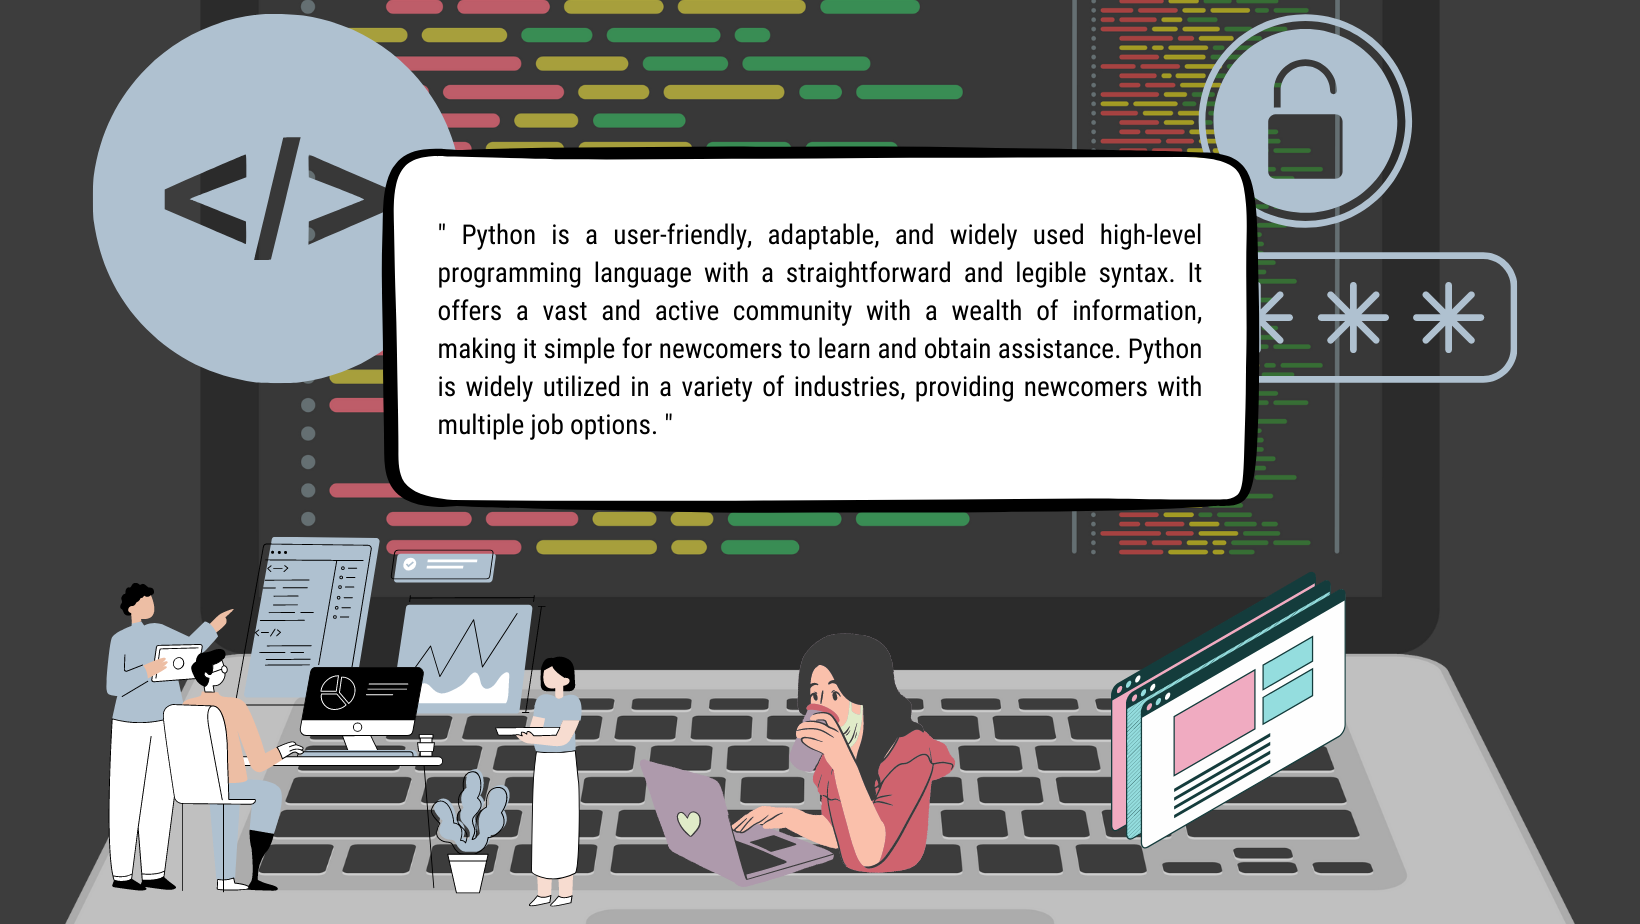 </>
" Python is a user-friendly, adaptable, and widely used high-level
programming language with a straightforward and legible syntax. It
offers a vast and active community with a wealth of information,
making it simple for newcomers to learn and obtain assistance. Python
is widely utilized in a variety of industries, providing newcomers with
multiple job options. "
***
<-->
<-/>